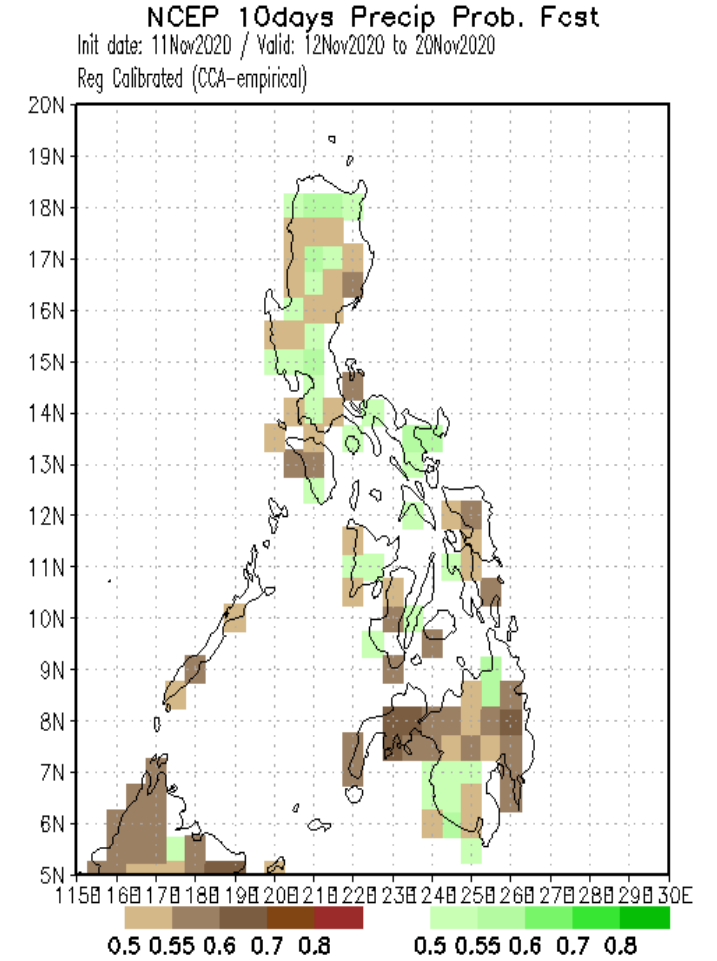 NCEP 10days Precip Prob. Fcst
Init date: 11Nov2020 / Valid: 12Nov2020 to 20Nov2020
Reg Calibrated (CCA-empirical)
20N
19N
18N
17N
16N
15N
14N
13N
12N
11N
10N
9N
8N
7N
6N
5N
115E 116E 117E 118E 119E 120E 121E 122E 123E 124E 125E 126E 127E 128E 129E 130E
0.5 0.55 0.6 0.7 0.8 0.5 0.55 0.6 0.7 0.8